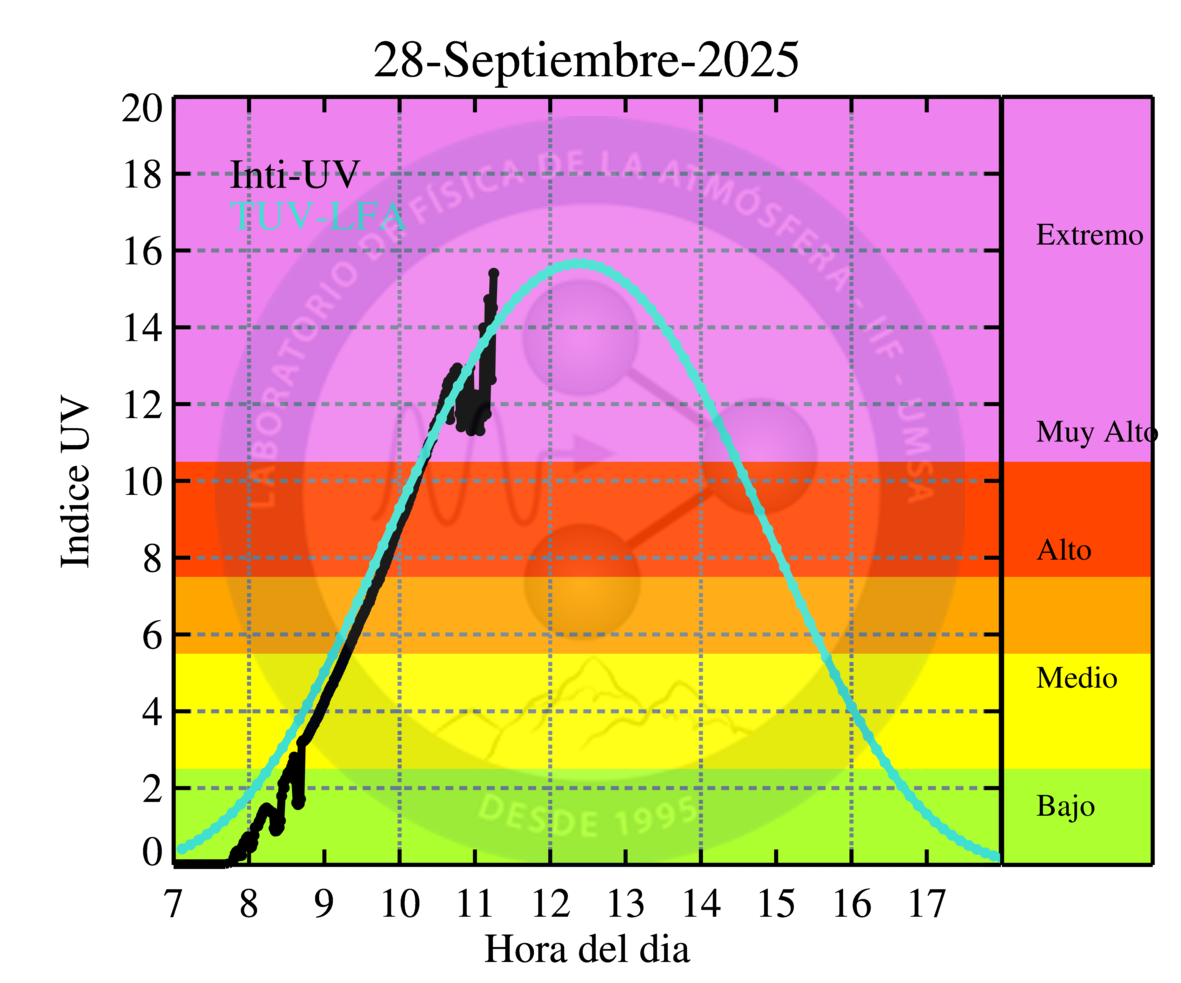 28-Septiembre-2025
Inti-UV
TUV-LFA
LABORATORIO DE FÍSICA DE LA ATMÓSFERA - IIF - UMSA
DESDE 1995
Indice UV
20
18
16
14
12
10
8
6
4
2
0
Extremo
Muy Alto
Alto
Medio
Bajo
7 8 9 10 11 12 13 14 15 16 17
Hora del dia